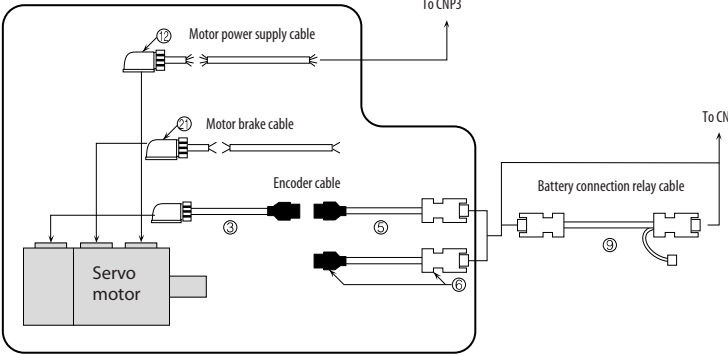 To CNP3
⑫ Motor power supply cable
To CN
㉑ Motor brake cable
Encoder cable
Battery connection relay cable
③
⑤
⑨
Servo
motor
⑥